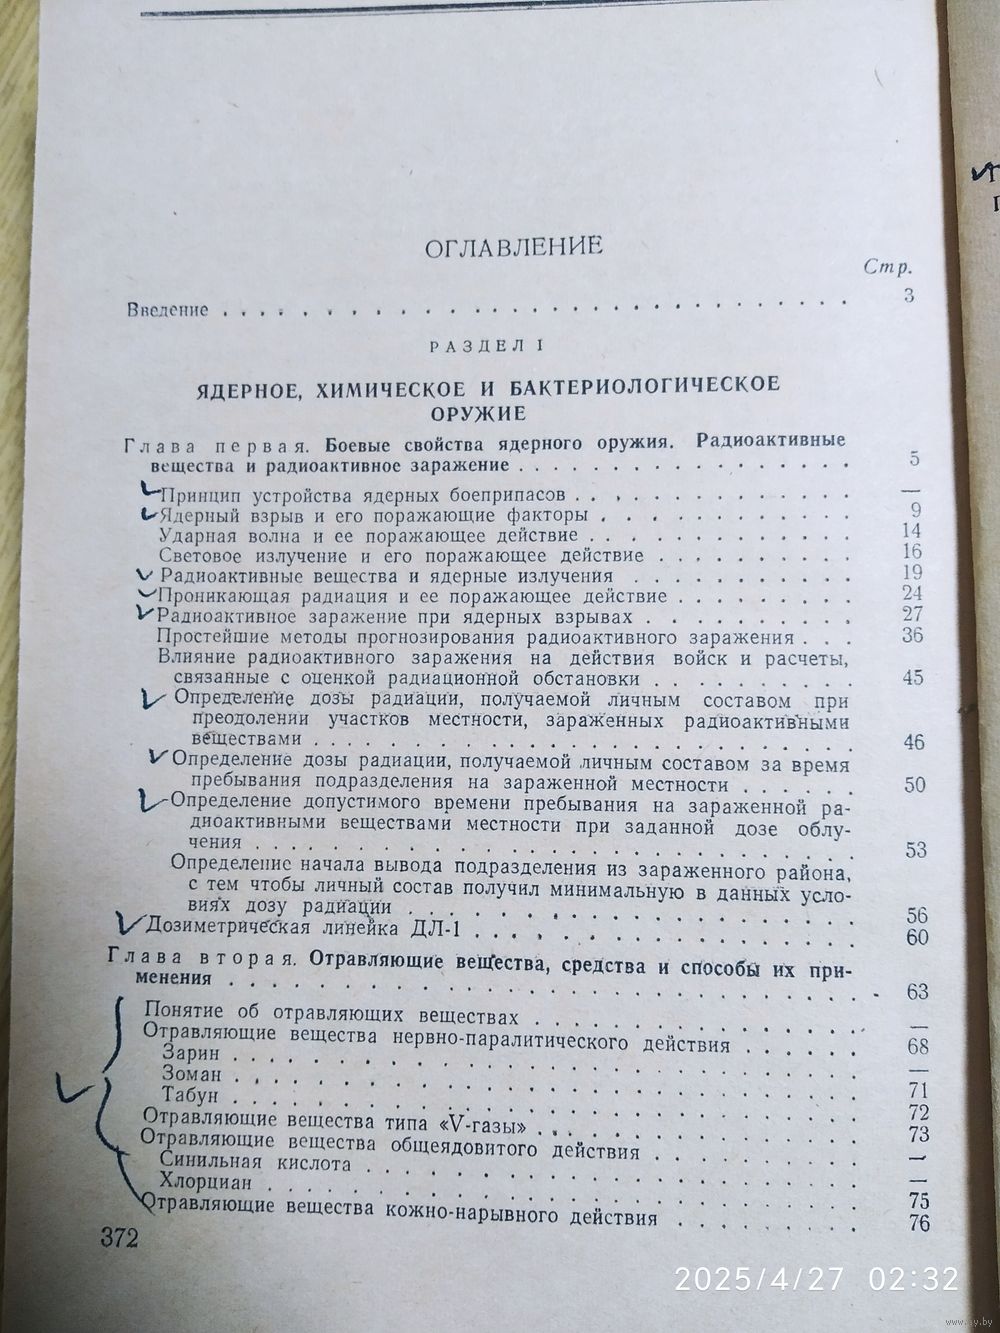 ОГЛАВЛЕНИЕ
Стр.
Введение . . . . . . . . . . . . . . . . . . . . . . . . . . . 3
РАЗДЕЛ I
ЯДЕРНОЕ, ХИМИЧЕСКОЕ И БАКТЕРИОЛОГИЧЕСКОЕ
ОРУЖИЕ
Глава первая. Боевые свойства ядерного оружия. Радиоактивные
вещества и радиоактивное заражение . . . . . . . . . . . . . . 5
Принцип устройства ядерных боеприпасов . . . . . . . . . . . . —
Ядерный взрыв и его поражающие факторы . . . . . . . . . . . 9
Ударная волна и ее поражающее действие . . . . . . . . . . . . 14
Световое излучение и его поражающее действие . . . . . . . . . 16
Радиоактивные вещества и ядерные излучения . . . . . . . . . . 19
Проникающая радиация и ее поражающее действие . . . . . . . . 24
Радиоактивное заражение при ядерных взрывах . . . . . . . . . 27
Простейшие методы прогнозирования радиоактивного заражения . . . 36
Влияние радиоактивного заражения на действия войск и расчеты,
связанные с оценкой радиационной обстановки . . . . . . . . . 45
Определение дозы радиации, получаемой личным составом при
преодолении участков местности, зараженных радиоактивными
веществами . . . . . . . . . . . . . . . . . . . . . . . 46
Определение дозы радиации, получаемой личным составом за время
пребывания подразделения на зараженной местности . . . . . . 50
Определение допустимого времени пребывания на зараженной ра-
диоактивными веществами местности при заданной дозе облу-
чения . . . . . . . . . . . . . . . . . . . . . . . . . . 53
Определение начала вывода подразделения из зараженного района,
с тем чтобы личный состав получил минимальную в данных усло-
виях дозу радиации . . . . . . . . . . . . . . . . . . . 56
Дозиметрическая линейка ДЛ-1 . . . . . . . . . . . . . . . . 60
Глава вторая. Отравляющие вещества, средства и способы их при-
менения . . . . . . . . . . . . . . . . . . . . . . . . . . 63
Понятие об отравляющих веществах . . . . . . . . . . . . . . —
Отравляющие вещества нервно-паралитического действия . . . . . . 68
Зарин . . . . . . . . . . . . . . . . . . . . . . . . . . —
Зоман . . . . . . . . . . . . . . . . . . . . . . . . . . 71
Табун . . . . . . . . . . . . . . . . . . . . . . . . . . 72
Отравляющие вещества типа «V-газы» . . . . . . . . . . . . . 73
Отравляющие вещества общеядовитого действия . . . . . . . . . —
Синильная кислота . . . . . . . . . . . . . . . . . . . . —
Хлорциан . . . . . . . . . . . . . . . . . . . . . . . . 75
Отравляющие вещества кожно-нарывного действия . . . . . . . . 76
372
2025/4/27 02:32
www.ay.by